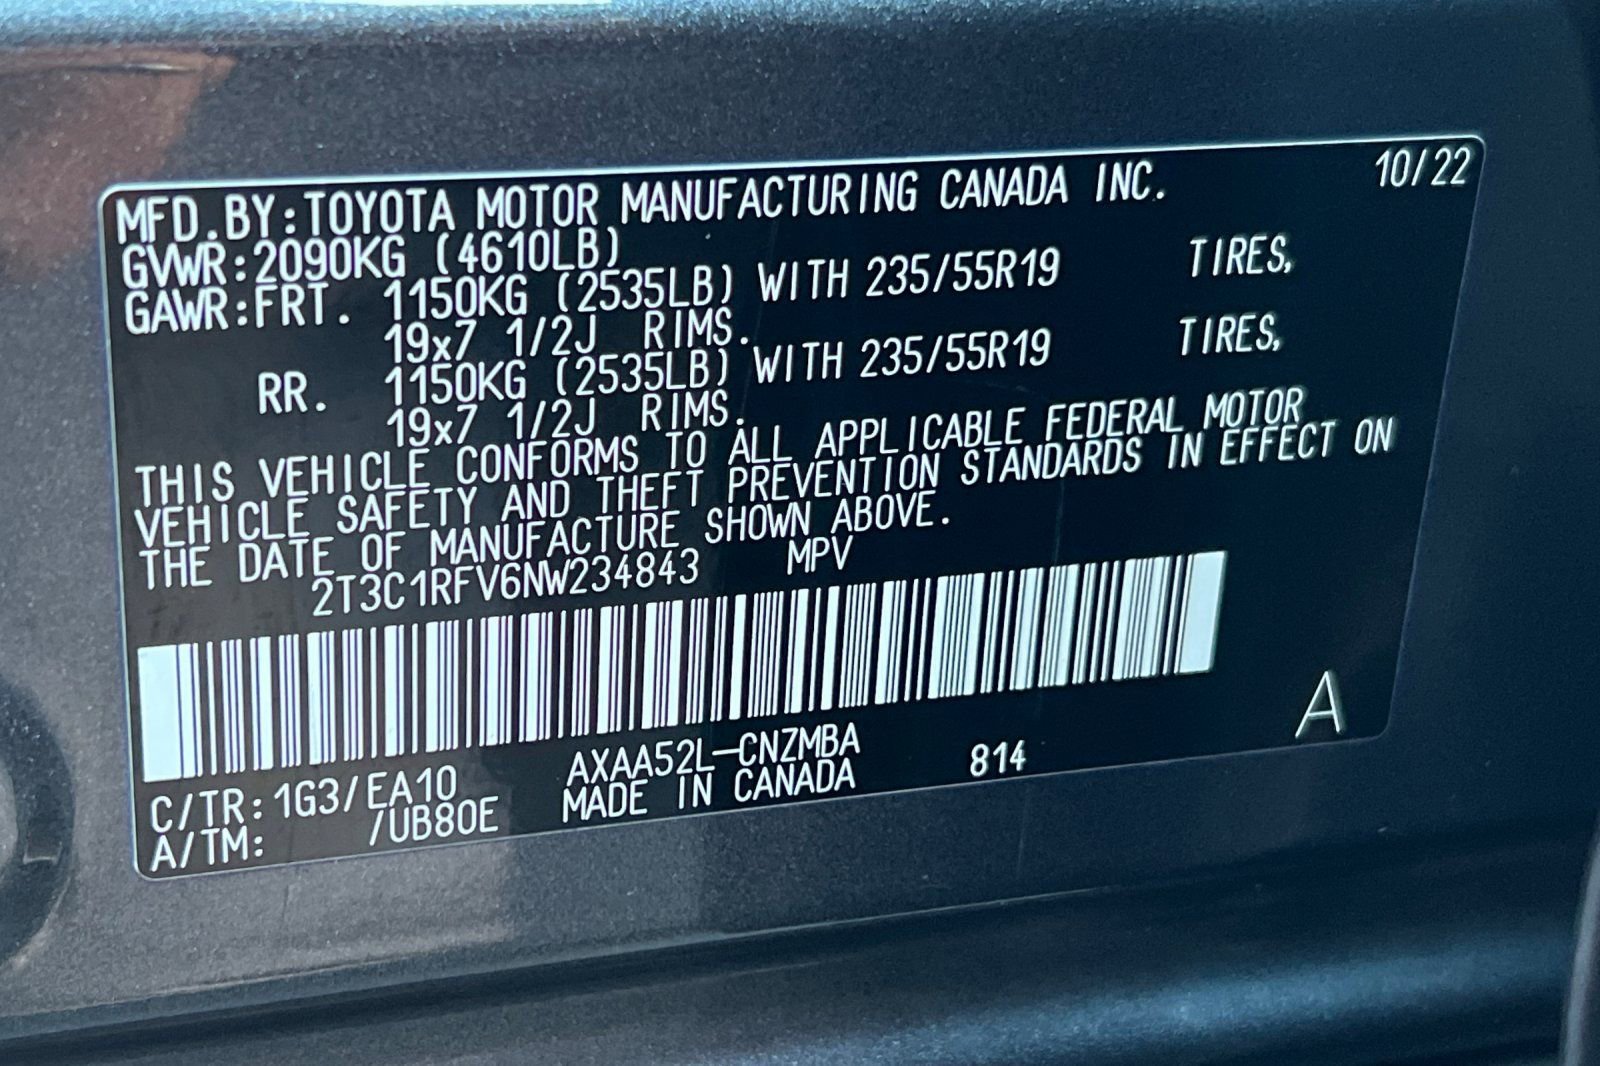 MFD.BY:TOYOTA MOTOR MANUFACTURING CANADA INC. 10/22
GVWR:2090KG (4610LB)
GAWR:FRT. 1150KG (2535LB) WITH 235/55R19 TIRES,
19x7 1/2J RIMS.
RR. 1150KG (2535LB) WITH 235/55R19 TIRES,
19x7 1/2J RIMS.
THIS VEHICLE CONFORMS TO ALL APPLICABLE FEDERAL MOTOR
VEHICLE SAFETY AND THEFT PREVENTION STANDARDS IN EFFECT ON
THE DATE OF MANUFACTURE SHOWN ABOVE.
2T3C1RFV6NW234843 MPV
AXAA52L-CNZMBA 814 A
C/TR:1G3/EA10 MADE IN CANADA
A/TM: /UB80E